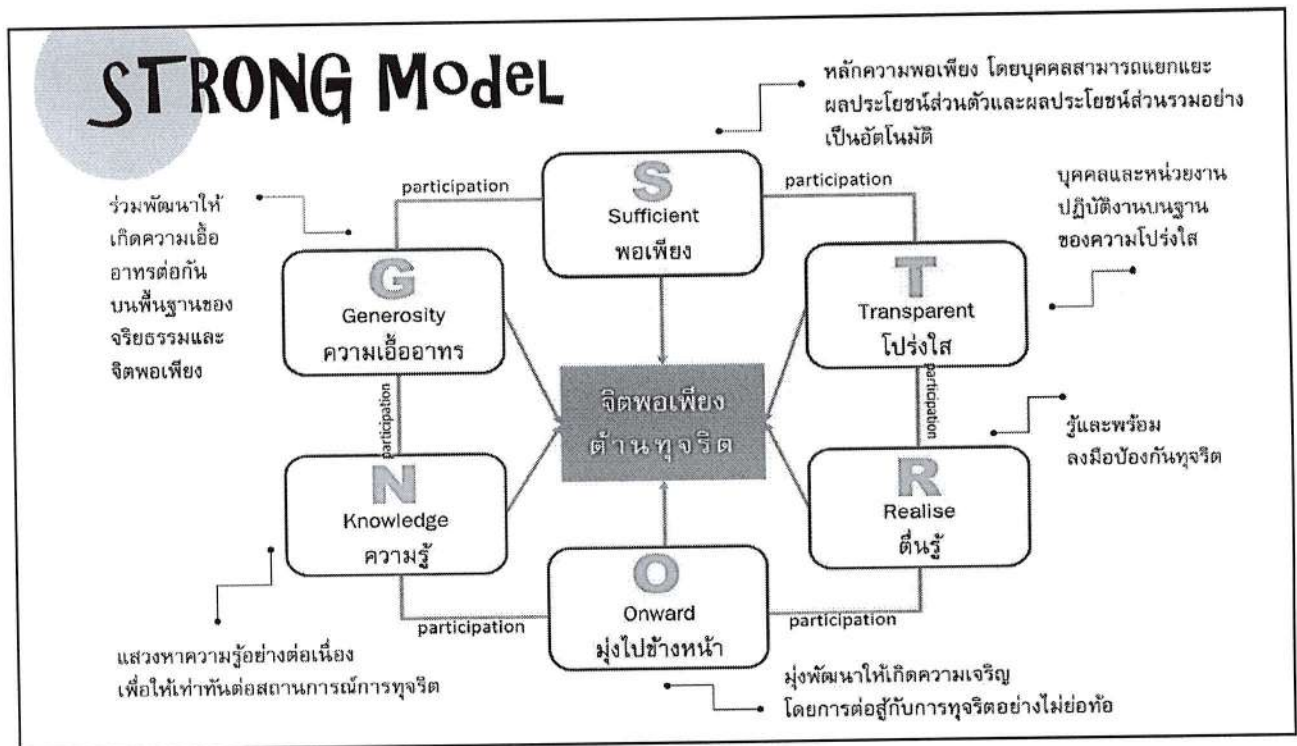 STRONG Model
หลักความพอเพียง โดยบุคคลสามารถแยกแยะ
ผลประโยชน์ส่วนตัวและผลประโยชน์ส่วนรวมอย่าง
เป็นอัตโนมัติ
participation
S
Sufficient
พอเพียง
participation
บุคคลและหน่วยงาน
ปฏิบัติงานบนฐาน
ของความโปร่งใส
ร่วมพัฒนาให้
เกิดความเอื้อ
อาทรต่อกัน
บนพื้นฐานของ
จริยธรรมและ
จิตพอเพียง
G
Generosity
ความเอื้ออาทร
T
Transparent
โปร่งใส
จิตพอเพียง
ต้านทุจริต
participation
participation
รู้และพร้อม
ลงมือป้องกันทุจริต
N
Knowledge
ความรู้
R
Realise
ตื่นรู้
O
Onward
มุ่งไปข้างหน้า
participation
participation
แสวงหาความรู้อย่างต่อเนื่อง
เพื่อให้เท่าทันต่อสถานการณ์การทุจริต
มุ่งพัฒนาให้เกิดความเจริญ
โดยการต่อสู้กับการทุจริตอย่างไม่ย่อท้อ